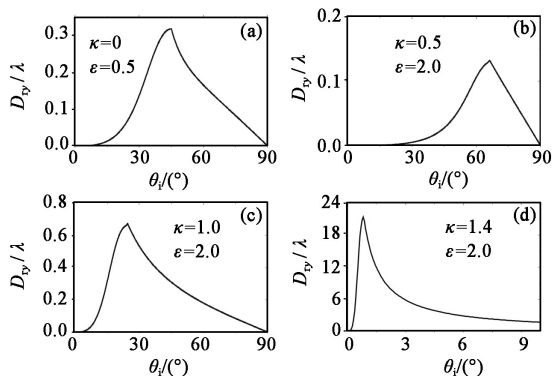 (a)
κ=0
ε=0.5
D_ry / λ
0.3
0.2
0.1
0.0
0 30 60 90
θ_i/(°)
(b)
κ=0.5
ε=2.0
D_ry / λ
0.2
0.1
0.0
0 30 60 90
θ_i/(°)
(c)
κ=1.0
ε=2.0
D_ry / λ
0.8
0.6
0.4
0.2
0.0
0 30 60 90
θ_i/(°)
(d)
κ=1.4
ε=2.0
D_ry / λ
24
18
12
6
0
0 3 6 9
θ_i/(°)